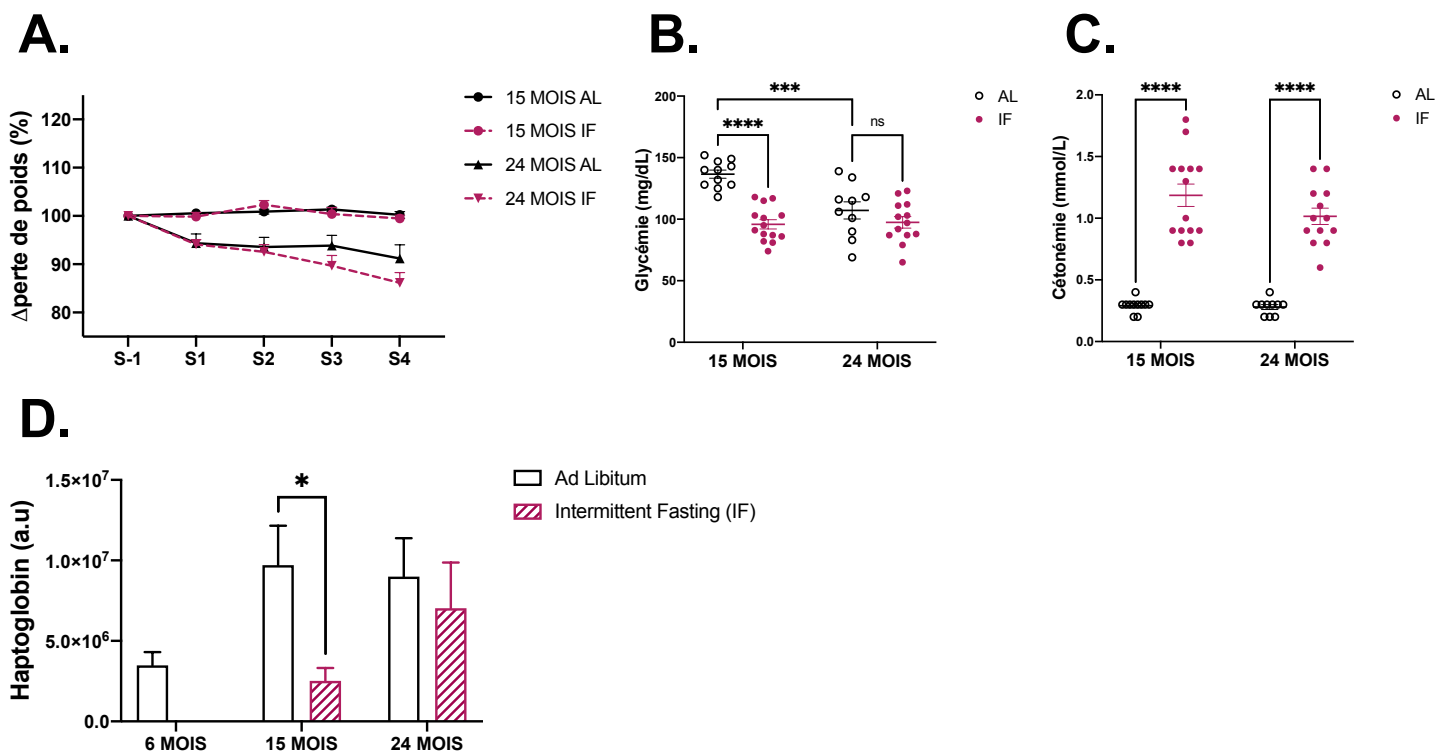 A.
Δperte de poids (%)
120
110
100
90
80
S-1 S1 S2 S3 S4
15 MOIS AL
15 MOIS IF
24 MOIS AL
24 MOIS IF
B.
Glycémie (mg/dL)
200
150
100
50
0
***
****
ns
15 MOIS 24 MOIS
AL
IF
C.
Cétonémie (mmol/L)
2.0
1.5
1.0
0.5
0.0
**** ****
15 MOIS 24 MOIS
AL
IF
D.
Haptoglobin (a.u)
1.5×10⁷
1.0×10⁷
5.0×10⁶
0.0
*
6 MOIS 15 MOIS 24 MOIS
Ad Libitum
Intermittent Fasting (IF)